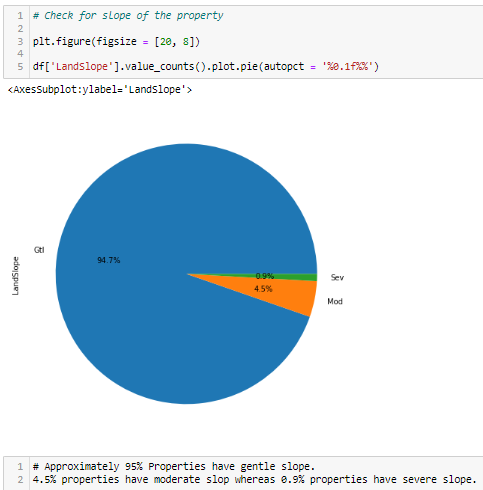 1 # Check for slope of the property
2
3 plt.figure(figsize = [20, 8])
4
5 df['LandSlope'].value_counts().plot.pie(autopct = '%0.1f%%')
<AxesSubplot:ylabel='LandSlope'>
Gtl
94.7%
LandSlope
0.9%
Sev
4.5%
Mod
1 # Approximately 95% Properties have gentle slope.
2 4.5% properties have moderate slop whereas 0.9% properties have severe slope.